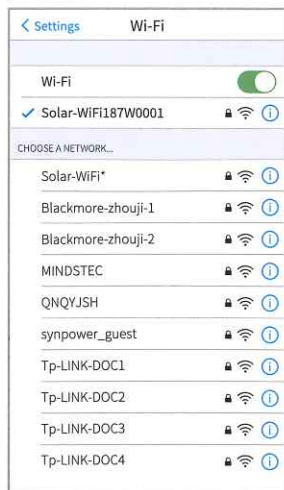 Settings Wi-Fi
Wi-Fi
Solar-WiFi187W0001
CHOOSE A NETWORK...
Solar-WiFi*
Blackmore-zhouji-1
Blackmore-zhouji-2
MINDSTEC
QNQYJSH
synpower_guest
Tp-LINK-DOC1
Tp-LINK-DOC2
Tp-LINK-DOC3
Tp-LINK-DOC4